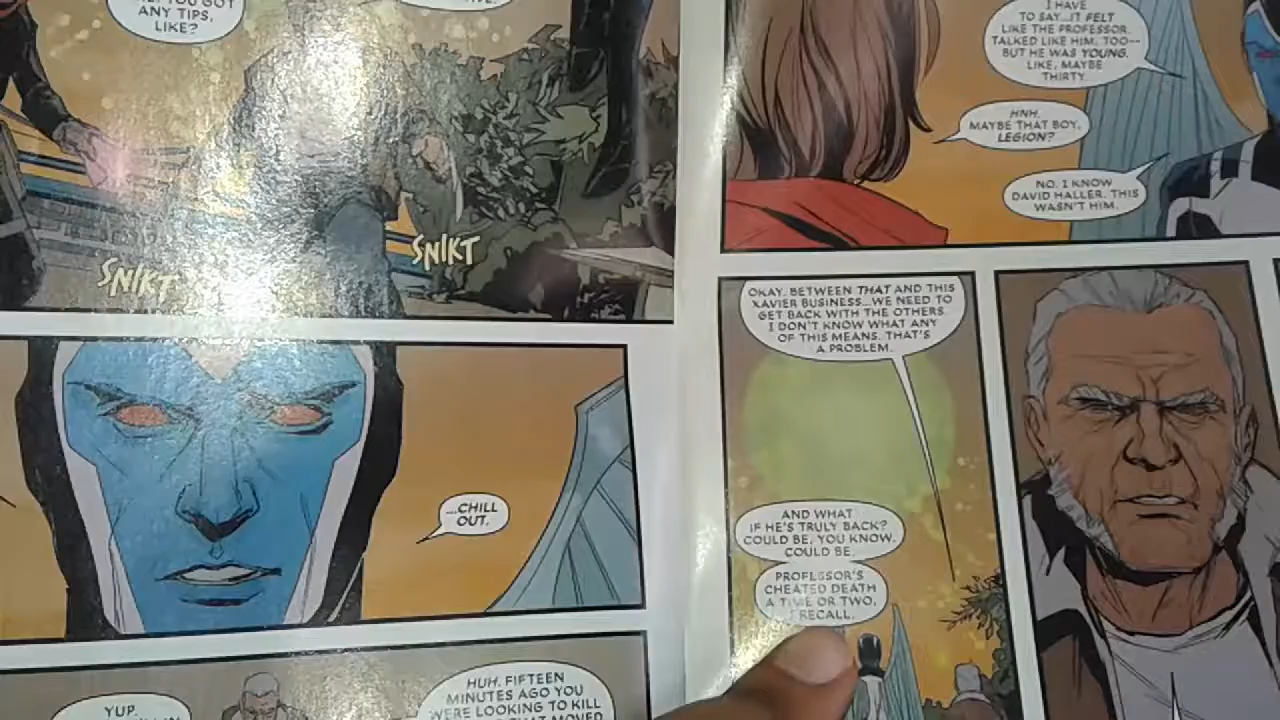 YOU GOT
ANY TIPS,
LIKE?
SNIKT
SNIKT
...CHILL
OUT.
YUP.
HUH. FIFTEEN
MINUTES AGO YOU
WERE LOOKING TO KILL
MOVED
I HAVE
TO SAY...IT FELT
LIKE THE PROFESSOR.
TALKED LIKE HIM, TOO--
BUT HE WAS YOUNG.
LIKE, MAYBE
THIRTY.
HNH.
MAYBE THAT BOY,
LEGION?
NO. I KNOW
DAVID HALLER. THIS
WASN'T HIM.
OKAY. BETWEEN THAT AND THIS
XAVIER BUSINESS...WE NEED TO
GET BACK WITH THE OTHERS.
I DON'T KNOW WHAT ANY
OF THIS MEANS. THAT'S
A PROBLEM.
AND WHAT
IF HE'S TRULY BACK?
COULD BE, YOU KNOW.
COULD BE.
PROFESSOR'S
CHEATED DEATH
A TIME OR TWO,
I RECALL.